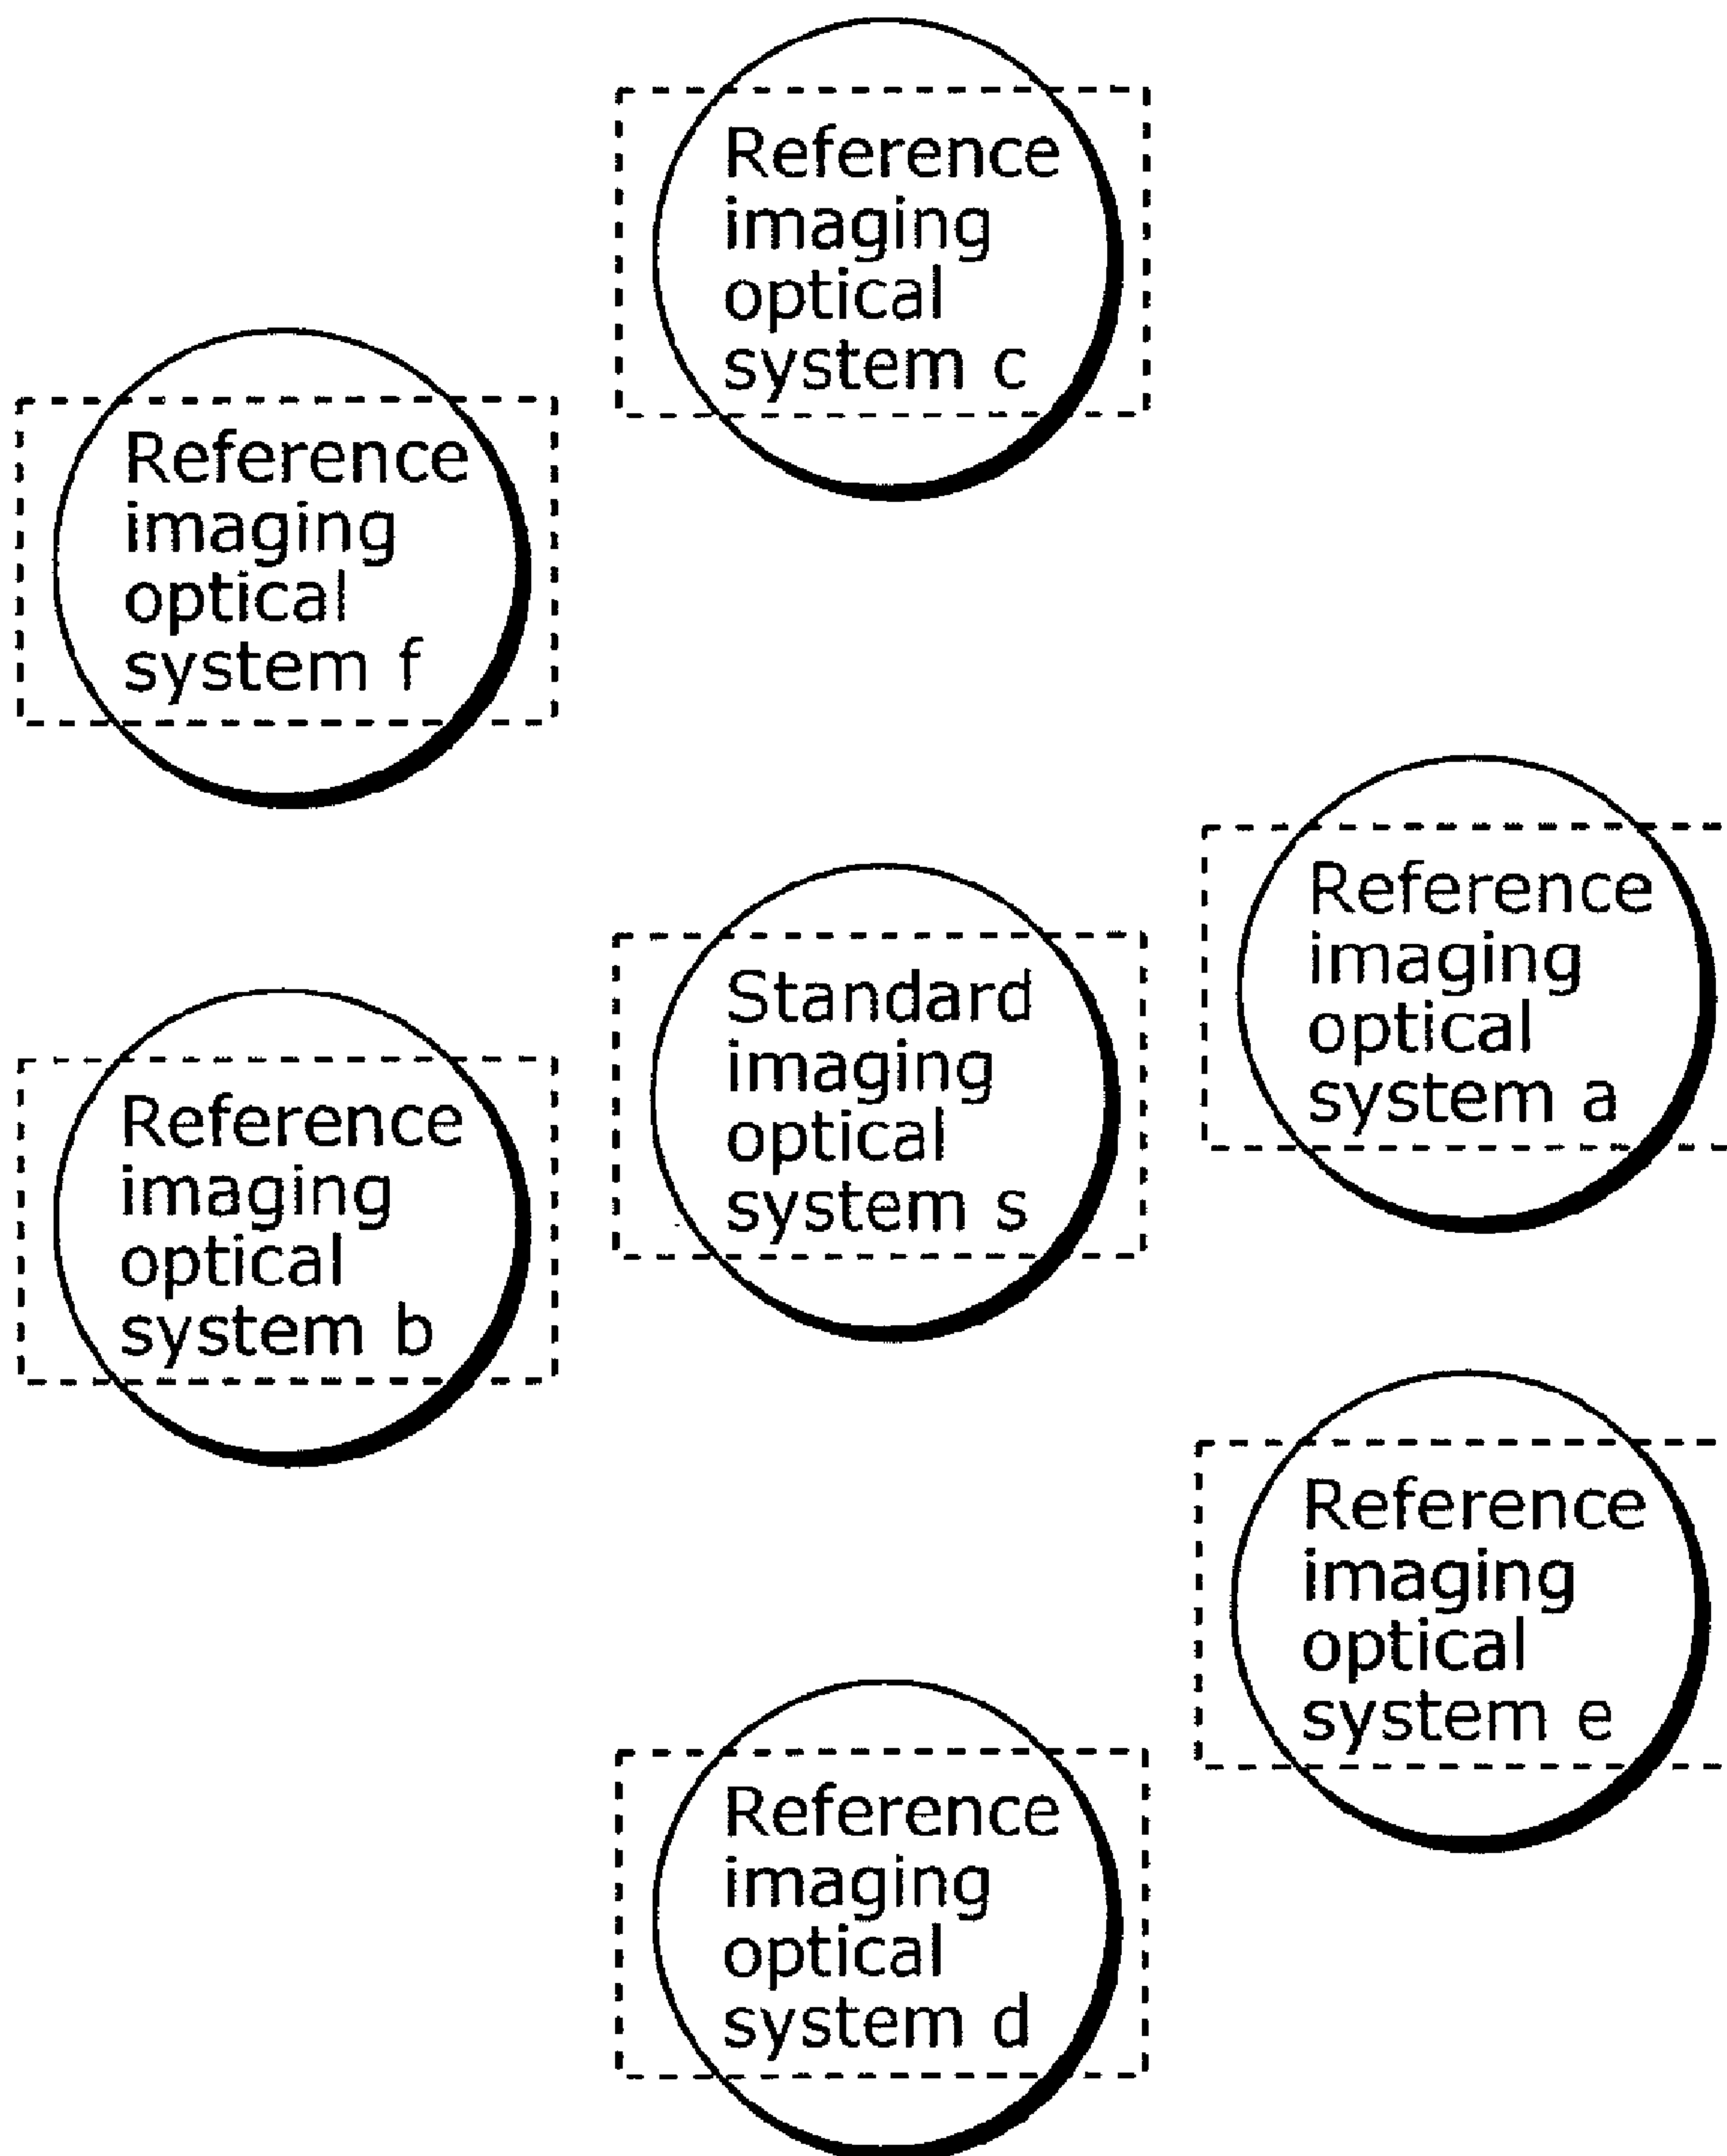 Reference
imaging
optical
system c
Reference
imaging
optical
system f
Reference
imaging
optical
system a
Standard
imaging
optical
system s
Reference
imaging
optical
system b
Reference
imaging
optical
system e
Reference
imaging
optical
system d